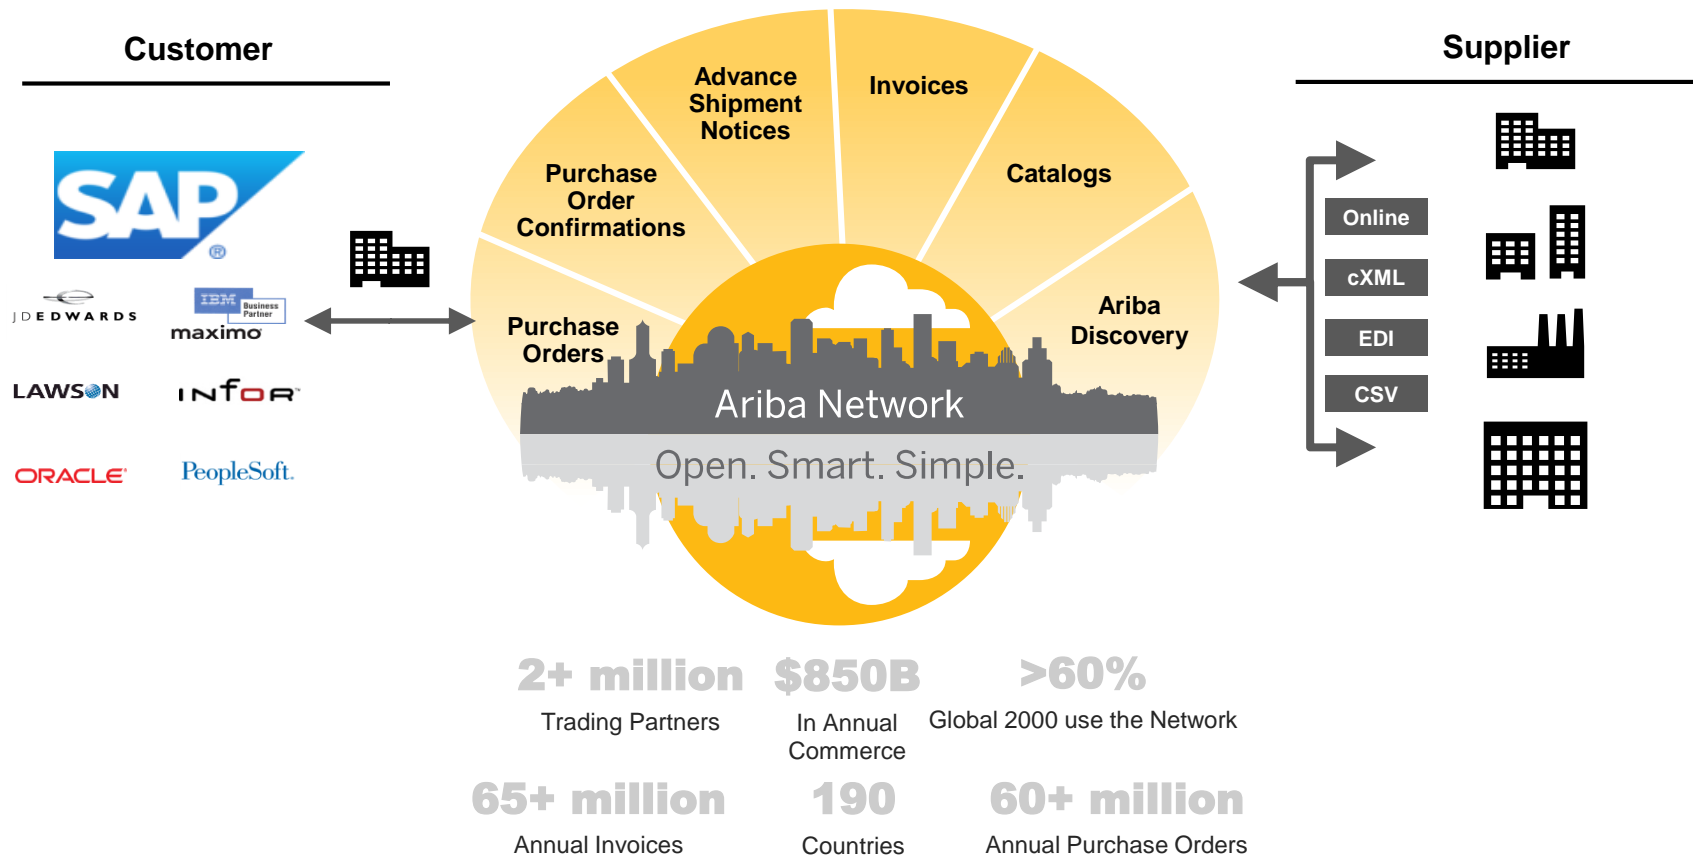 Customer
SAP
®
JDEDWARDS
IBM
Business
Partner
maximo
LAWSON
INFOR™
ORACLE®
PeopleSoft.
Purchase
Orders
Purchase
Order
Confirmations
Advance
Shipment
Notices
Invoices
Catalogs
Ariba
Discovery
Ariba Network
Open. Smart. Simple.
Supplier
Online
cXML
EDI
CSV
2+ million
Trading Partners
$850B
In Annual
Commerce
>60%
Global 2000 use the Network
65+ million
Annual Invoices
190
Countries
60+ million
Annual Purchase Orders